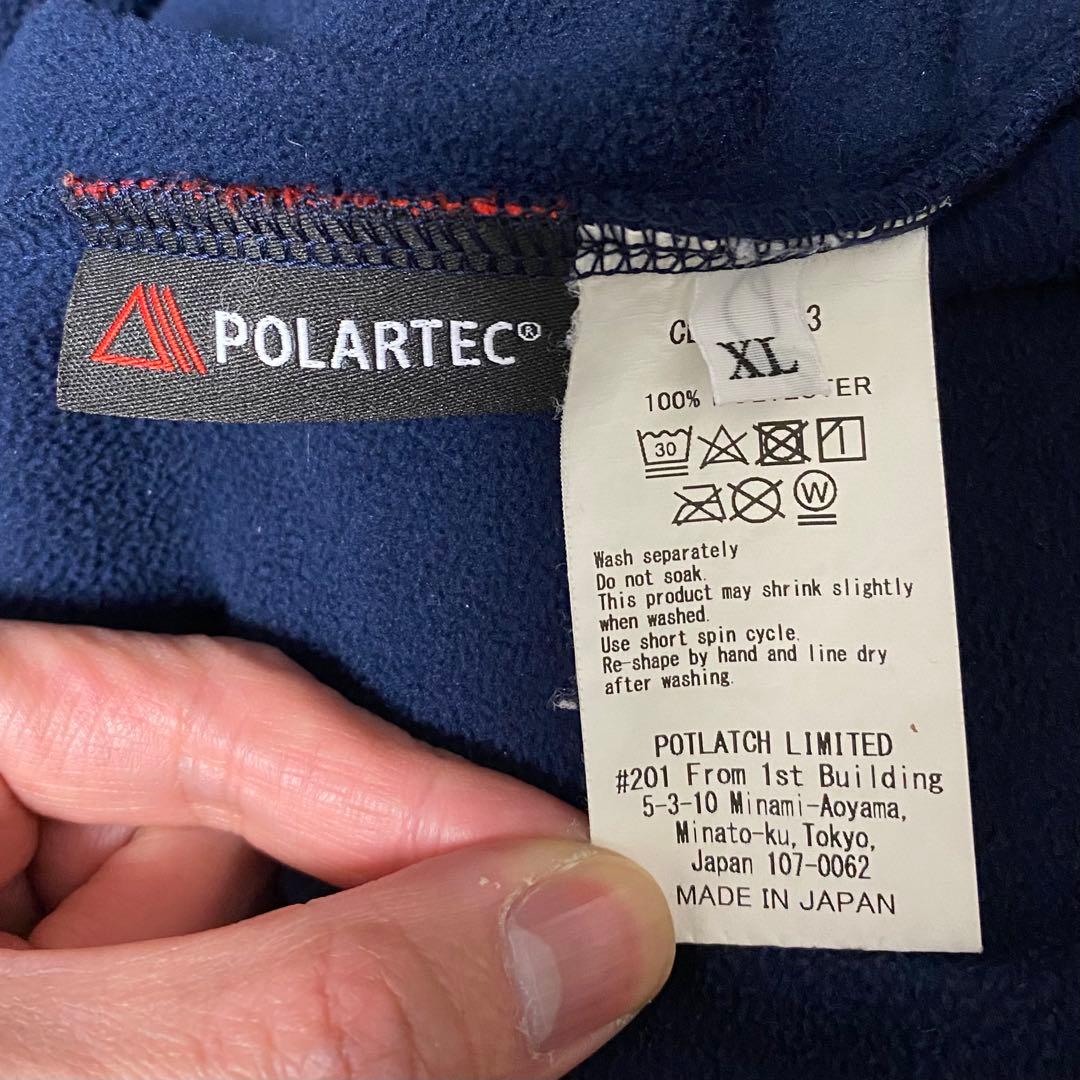 POLARTEC®
XL
3
100%
30
W
Wash separately
Do not soak.
This product may shrink slightly
when washed.
Use short spin cycle.
Re-shape by hand and line dry
after washing.
POTLATCH LIMITED
#201 From 1st Building
5-3-10 Minami-Aoyama,
Minato-ku, Tokyo,
Japan 107-0062
MADE IN JAPAN